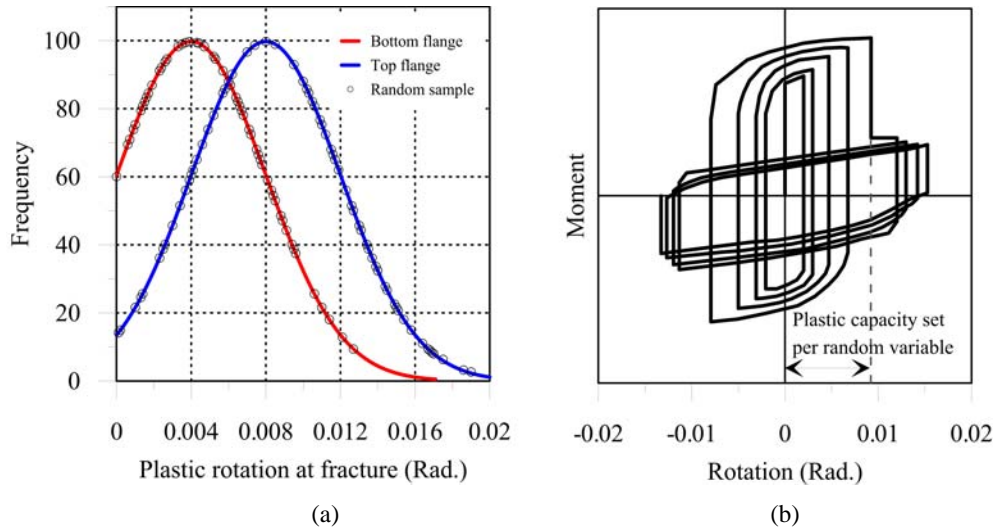 100
80
60
40
20
0
Frequency
Bottom flange
Top flange
Random sample
0 0.004 0.008 0.012 0.016 0.02
Plastic rotation at fracture (Rad.)
(a)
Moment
Plastic capacity set
per random variable
-0.02 -0.01 0 0.01 0.02
Rotation (Rad.)
(b)